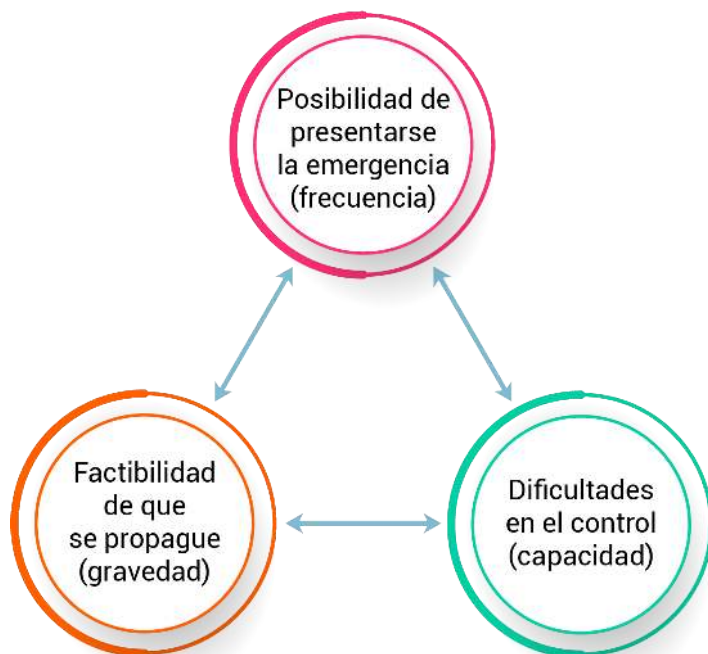 Posibilidad de
presentarse
la emergencia
(frecuencia)
Factibilidad
de que
se propague
(gravedad)
Dificultades
en el control
(capacidad)